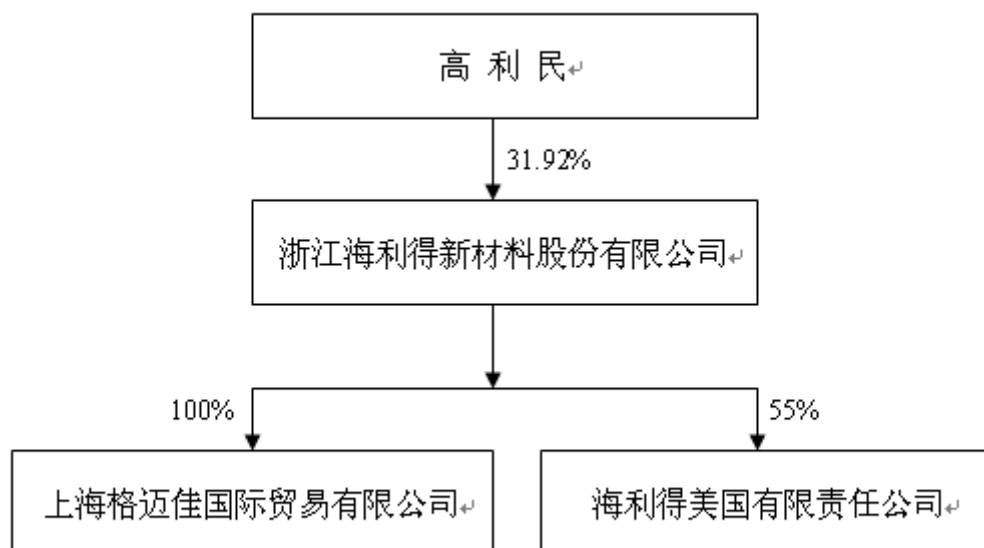 高 利 民
31.92%
浙江海利得新材料股份有限公司
100%
55%
上海格迈佳国际贸易有限公司
海利得美国有限责任公司